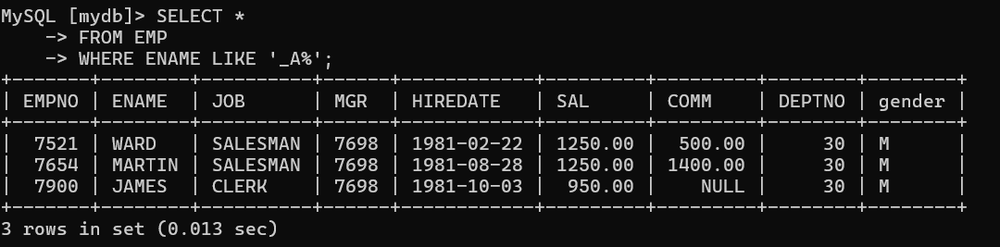 MySQL [mydb]> SELECT *
    -> FROM EMP
    -> WHERE ENAME LIKE '_A%';
+-------+--------+----------+------+------------+---------+---------+--------+--------+
| EMPNO | ENAME  | JOB      | MGR  | HIREDATE   | SAL     | COMM    | DEPTNO | gender |
+-------+--------+----------+------+------------+---------+---------+--------+--------+
|  7521 | WARD   | SALESMAN | 7698 | 1981-02-22 | 1250.00 |  500.00 |     30 | M      |
|  7654 | MARTIN | SALESMAN | 7698 | 1981-08-28 | 1250.00 | 1400.00 |     30 | M      |
|  7900 | JAMES  | CLERK    | 7698 | 1981-10-03 |  950.00 |    NULL |     30 | M      |
+-------+--------+----------+------+------------+---------+---------+--------+--------+
3 rows in set (0.013 sec)